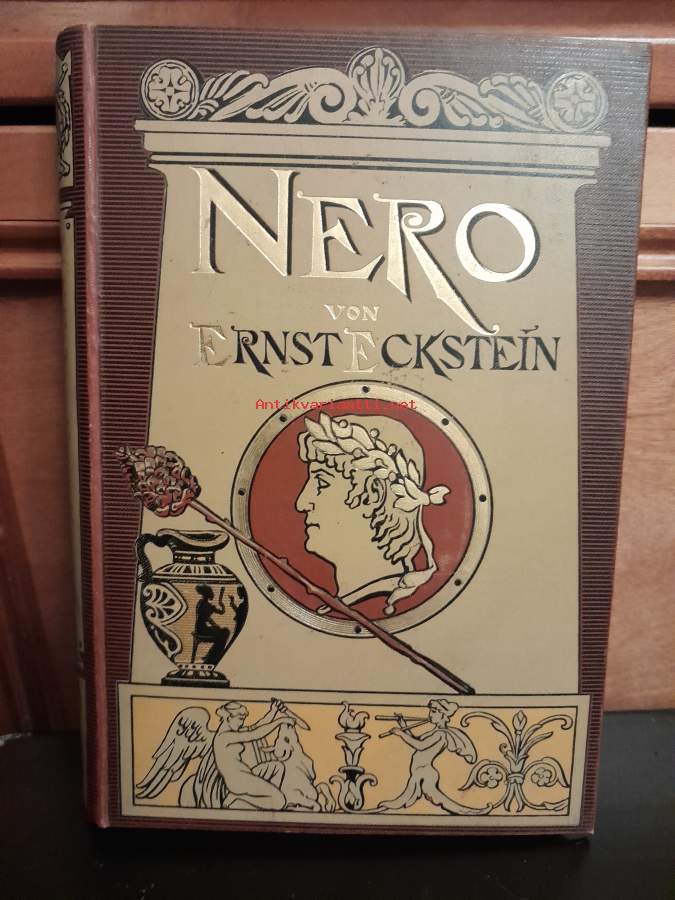 NERO
VON
ERNST ECKSTEIN
Antikvariaatti.net